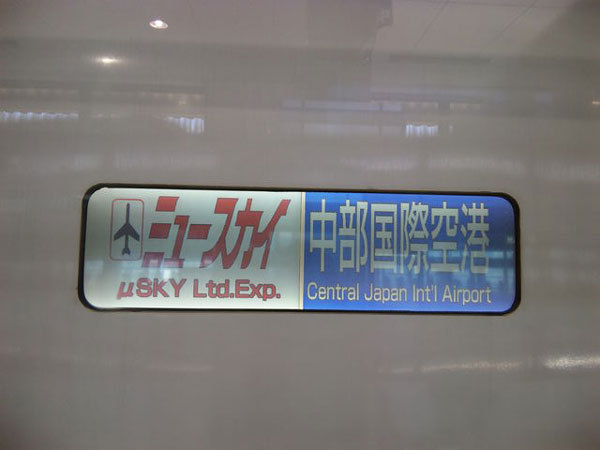 ミュースカイ
μSKY Ltd.Exp.
中部国際空港
Central Japan Int'l Airport